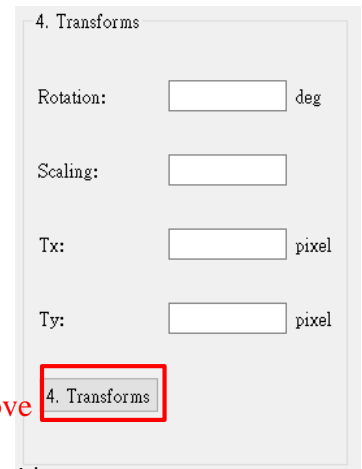 4. Transforms
Rotation: deg
Scaling:
Tx: pixel
Ty: pixel
4. Transforms